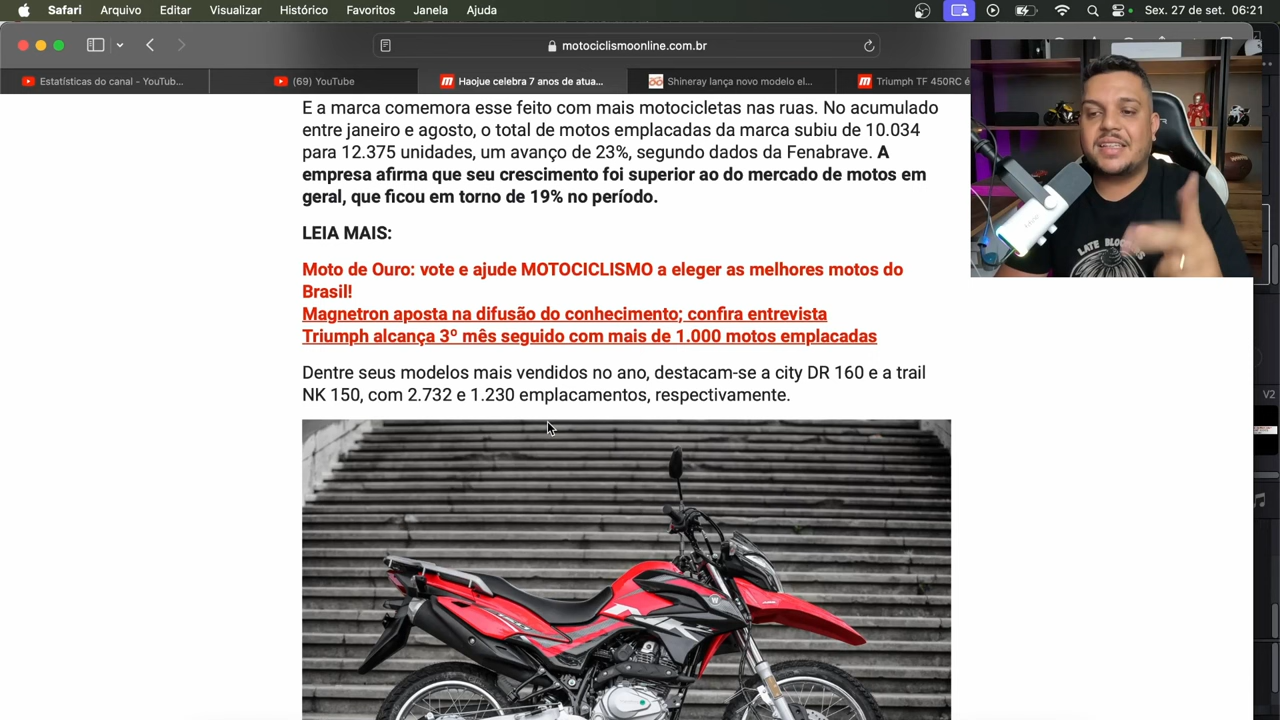 Safari Arquivo Editar Visualizar Histórico Favoritos Janela Ajuda Sex. 27 de set. 06:21
motociclismoonline.com.br
Estatísticas do canal - YouTub... (69) YouTube Haojue celebra 7 anos de atua... Shineray lança novo modelo el... Triumph TF 450RC é
E a marca comemora esse feito com mais motocicletas nas ruas. No acumulado
entre janeiro e agosto, o total de motos emplacadas da marca subiu de 10.034
para 12.375 unidades, um avanço de 23%, segundo dados da Fenabrave. A
empresa afirma que seu crescimento foi superior ao do mercado de motos em
geral, que ficou em torno de 19% no período.
LEIA MAIS:
Moto de Ouro: vote e ajude MOTOCICLISMO a eleger as melhores motos do
Brasil!
Magnetron aposta na difusão do conhecimento; confira entrevista
Triumph alcança 3º mês seguido com mais de 1.000 motos emplacadas
Dentre seus modelos mais vendidos no ano, destacam-se a city DR 160 e a trail
NK 150, com 2.732 e 1.230 emplacamentos, respectivamente.
LATE
V2